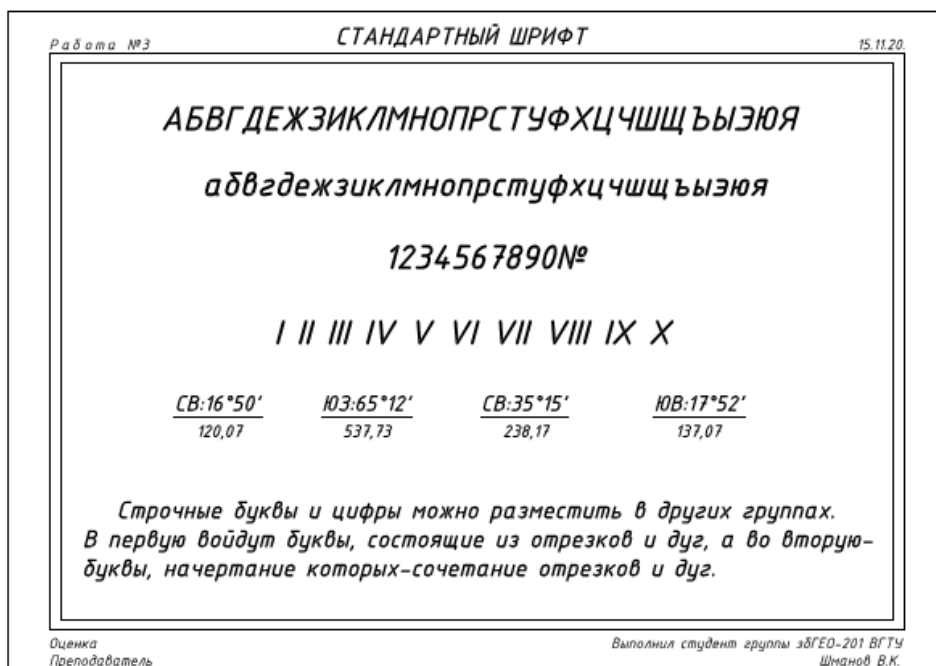 Работа №3 СТАНДАРТНЫЙ ШРИФТ 15.11.20.
АБВГДЕЖЗИКЛМНОПРСТУФХЦЧШЩЪЫЭЮЯ
абвгдежзиклмнопрстуфхцчшщъыэюя
1234567890№
I II III IV V VI VII VIII IX X
СВ:16°50' ЮЗ:65°12' СВ:35°15' ЮВ:17°52'
120,07 537,73 238,17 137,07
Строчные буквы и цифры можно разместить в других группах.
В первую войдут буквы, состоящие из отрезков и дуг, а во вторую-
буквы, начертание которых-сочетание отрезков и дуг.
Оценка Выполнил студент группы збГЕО-201 ВГТУ
Преподаватель Шманов В.К.